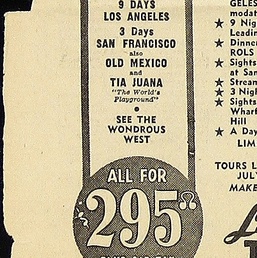 9 DAYS
LOS ANGELES
3 Days
SAN FRANCISCO
also
OLD MEXICO
and
TIA JUANA
"The World's
Playground"
SEE THE
WONDROUS
WEST
ALL FOR
295
modat
★ 9 Nig
Leadin
★ Dinne
ROLS
★ Sights
at San
★ Stream
★ 3 Nigh
★ Sights
Wharf
Hill
★ A Day
LIM
TOURS L
JULY
MAKE